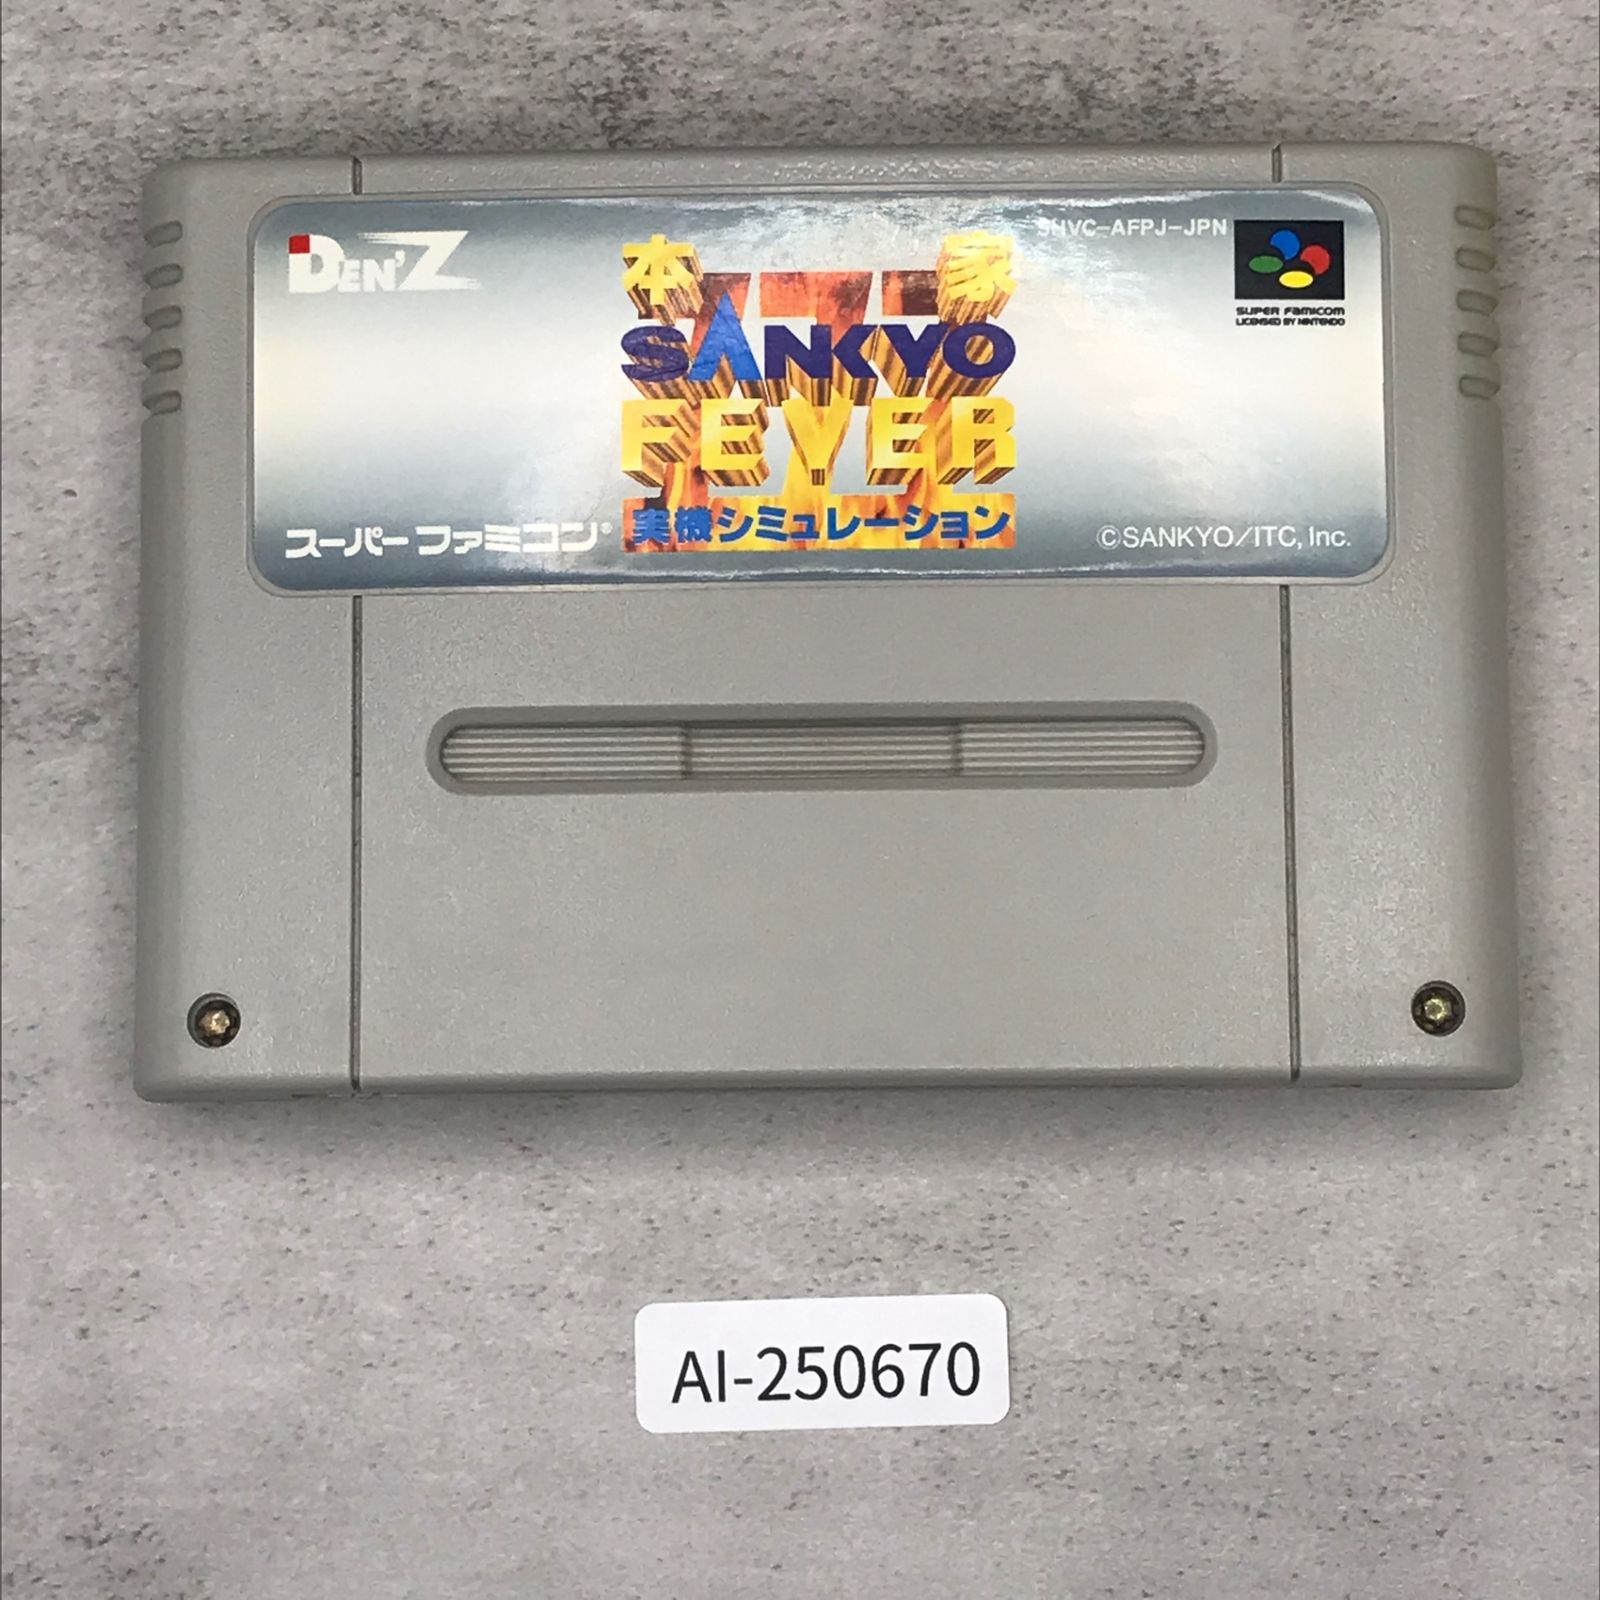 DEN'Z
SHVC-AFPJ-JPN
本家
SANKYO
FEVER
実機シミュレーション
SUPER FAMICOM
LICENSED BY NINTENDO
スーパーファミコン®
©SANKYO/ITC, Inc.
AI-250670